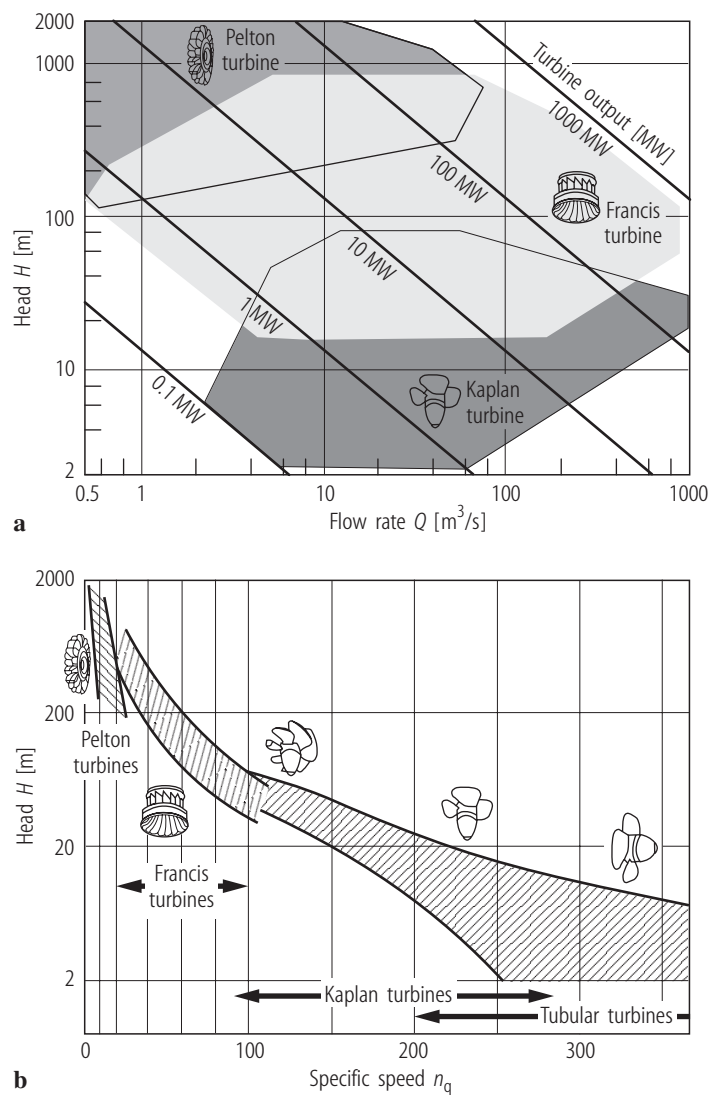 2000
1000
100
10
2
Head H [m]
Pelton
turbine
Turbine output [MW]
1000 MW
100 MW
10 MW
1 MW
0.1 MW
Francis
turbine
Kaplan
turbine
0.5
1
10
100
1000
Flow rate Q [m³/s]
a
2000
200
20
2
Head H [m]
Pelton
turbines
Francis
turbines
Kaplan turbines
Tubular turbines
0
100
200
300
Specific speed nq
b